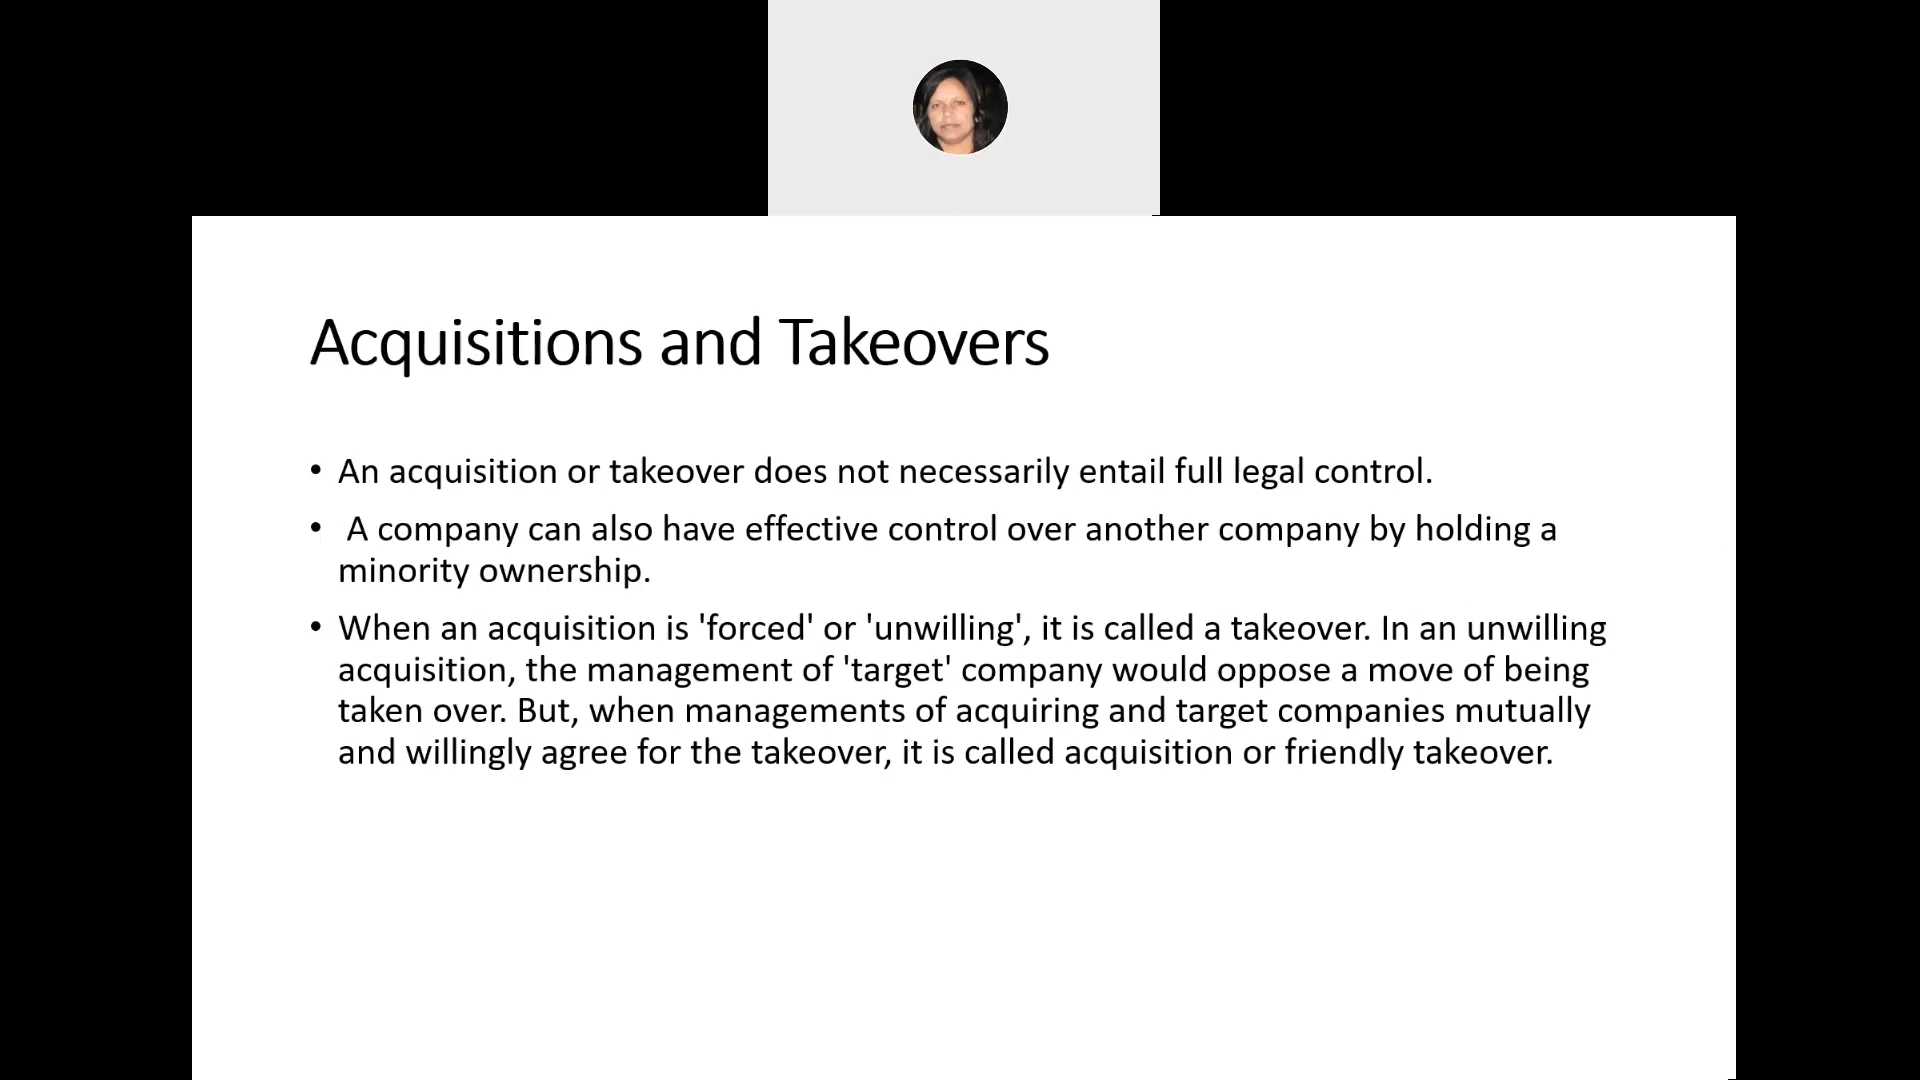 Acquisitions and Takeovers
• An acquisition or takeover does not necessarily entail full legal control.
• A company can also have effective control over another company by holding a
minority ownership.
• When an acquisition is 'forced' or 'unwilling', it is called a takeover. In an unwilling
acquisition, the management of 'target' company would oppose a move of being
taken over. But, when managements of acquiring and target companies mutually
and willingly agree for the takeover, it is called acquisition or friendly takeover.